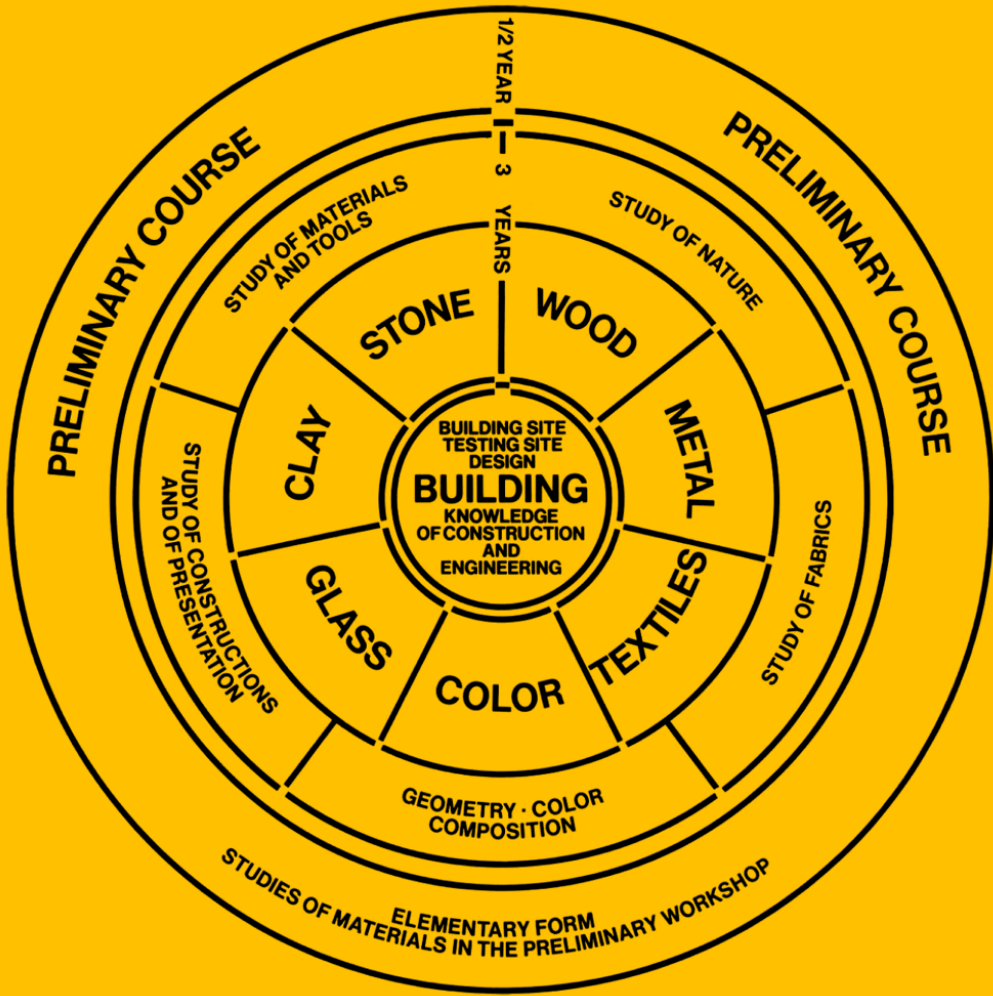 1/2 YEAR
PRELIMINARY COURSE
PRELIMINARY COURSE
3 YEARS
STUDY OF MATERIALS
AND TOOLS
STUDY OF NATURE
STONE
WOOD
CLAY
METAL
BUILDING SITE
TESTING SITE
DESIGN
BUILDING
KNOWLEDGE
OF CONSTRUCTION
AND
ENGINEERING
STUDY OF CONSTRUCTIONS
AND OF PRESENTATION
STUDY OF FABRICS
GLASS
TEXTILES
COLOR
GEOMETRY · COLOR
COMPOSITION
ELEMENTARY FORM
STUDIES OF MATERIALS IN THE PRELIMINARY WORKSHOP